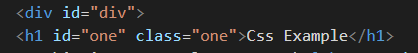 <div id="div">
<h1 id="one" class="one">Css Example</h1>